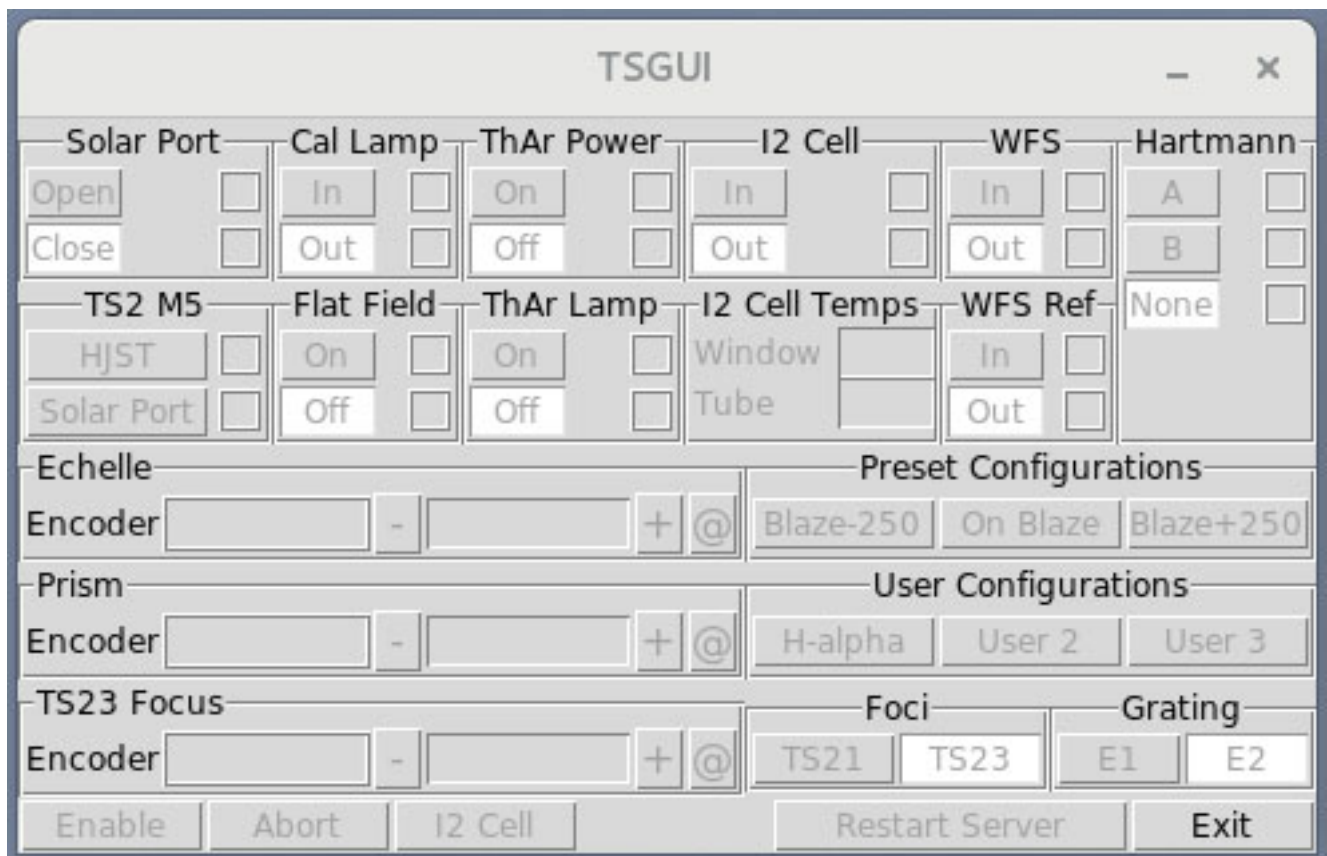 TSGUI
Solar Port Cal Lamp ThAr Power I2 Cell WFS Hartmann
Open In On In In A
Close Out Off Out Out B
TS2 M5 Flat Field ThAr Lamp I2 Cell Temps WFS Ref None
HJST On On Window In
Solar Port Off Off Tube Out
Echelle Preset Configurations
Encoder - + @ Blaze-250 On Blaze Blaze+250
Prism User Configurations
Encoder - + @ H-alpha User 2 User 3
TS23 Focus Foci Grating
Encoder - + @ TS21 TS23 E1 E2
Enable Abort I2 Cell Restart Server Exit